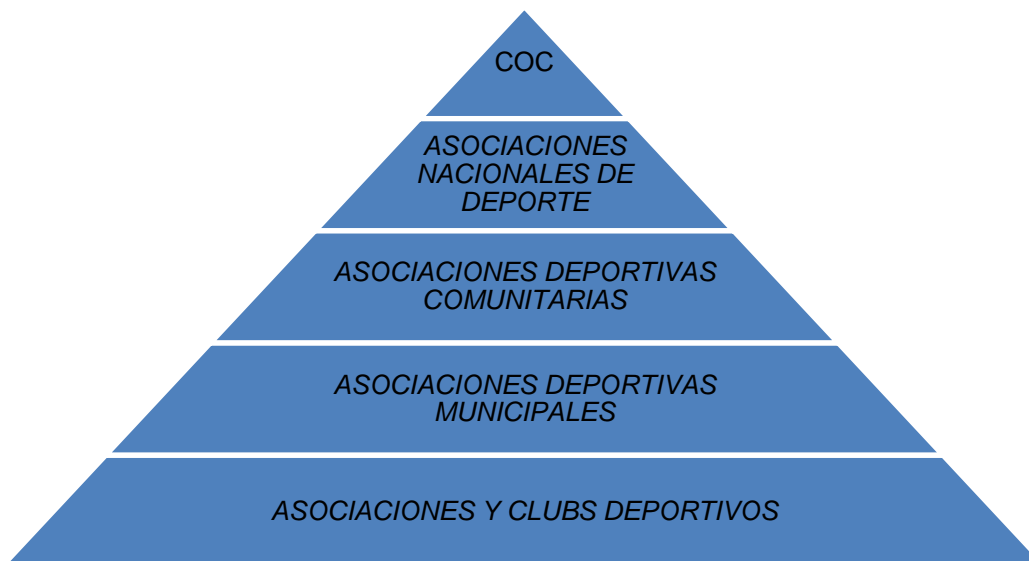 COC
ASOCIACIONES
NACIONALES DE
DEPORTE
ASOCIACIONES DEPORTIVAS
COMUNITARIAS
ASOCIACIONES DEPORTIVAS
MUNICIPALES
ASOCIACIONES Y CLUBS DEPORTIVOS